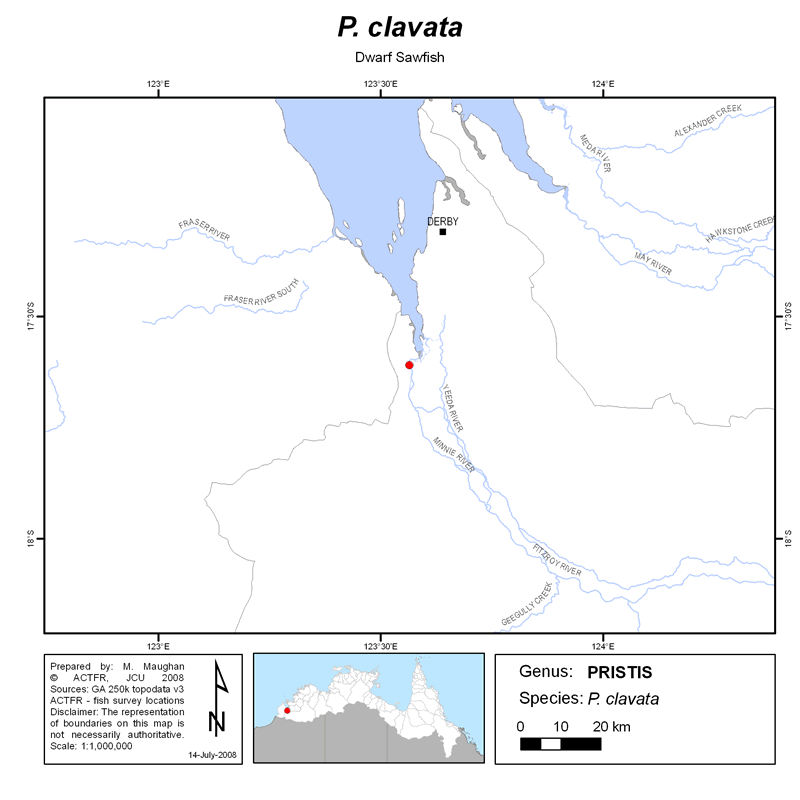 P. clavata
Dwarf Sawfish
123°E
123°30'E
124°E
ALEXANDER CREEK
MEDA RIVER
DERBY
FRASER RIVER
HAWKSTONE CREEK
MAY RIVER
FRASER RIVER SOUTH
17°30'S
17°30'S
YEEDA RIVER
MINNIE RIVER
18°S
18°S
FITZROY RIVER
GEEGULLY CREEK
123°E
123°30'E
124°E
Prepared by: M. Maughan
© ACTFR, JCU 2008
Sources: GA 250k topodata v3
ACTFR - fish survey locations
Disclaimer: The representation
of boundaries on this map is
not necessarily authoritative.
Scale: 1:1,000,000
N
14-July-2008
Genus: PRISTIS
Species: P. clavata
0 10 20 km